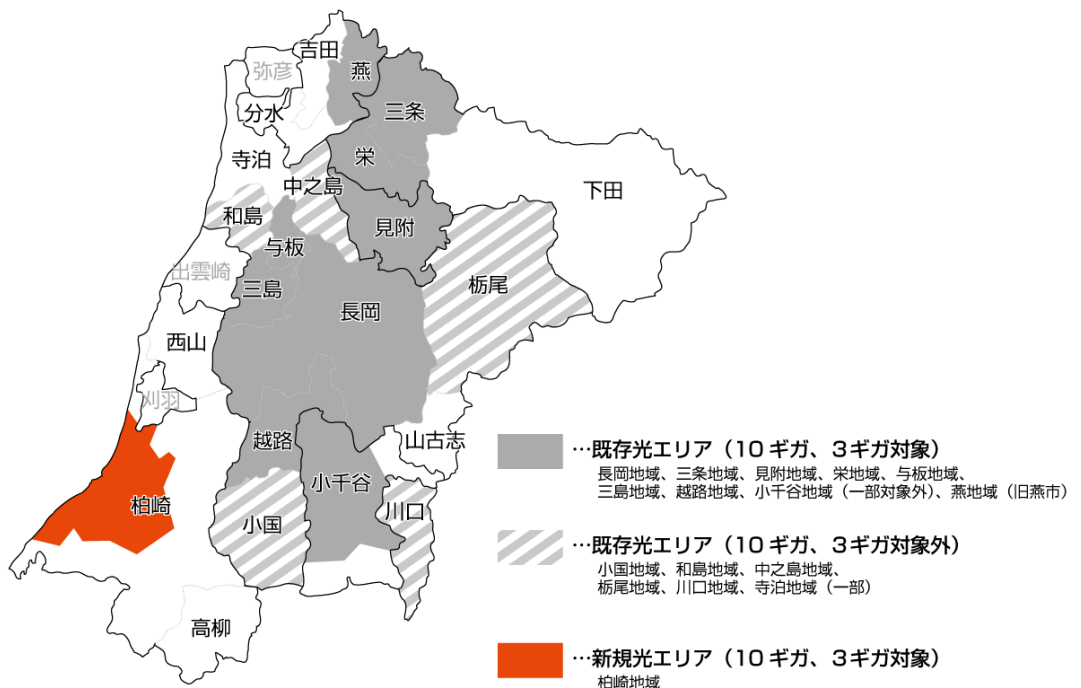 吉田
弥彦
燕
分水
三条
寺泊
栄
中之島
下田
和島
見附
与板
出雲崎
三島
栃尾
長岡
西山
刈羽
越路
山古志
小千谷
柏崎
小国
川口
高柳
…既存光エリア（10ギガ、3ギガ対象）
長岡地域、三条地域、見附地域、栄地域、与板地域、
三島地域、越路地域、小千谷地域（一部対象外）、燕地域（旧燕市）
…既存光エリア（10ギガ、3ギガ対象外）
小国地域、和島地域、中之島地域、
栃尾地域、川口地域、寺泊地域（一部）
…新規光エリア（10ギガ、3ギガ対象）
柏崎地域